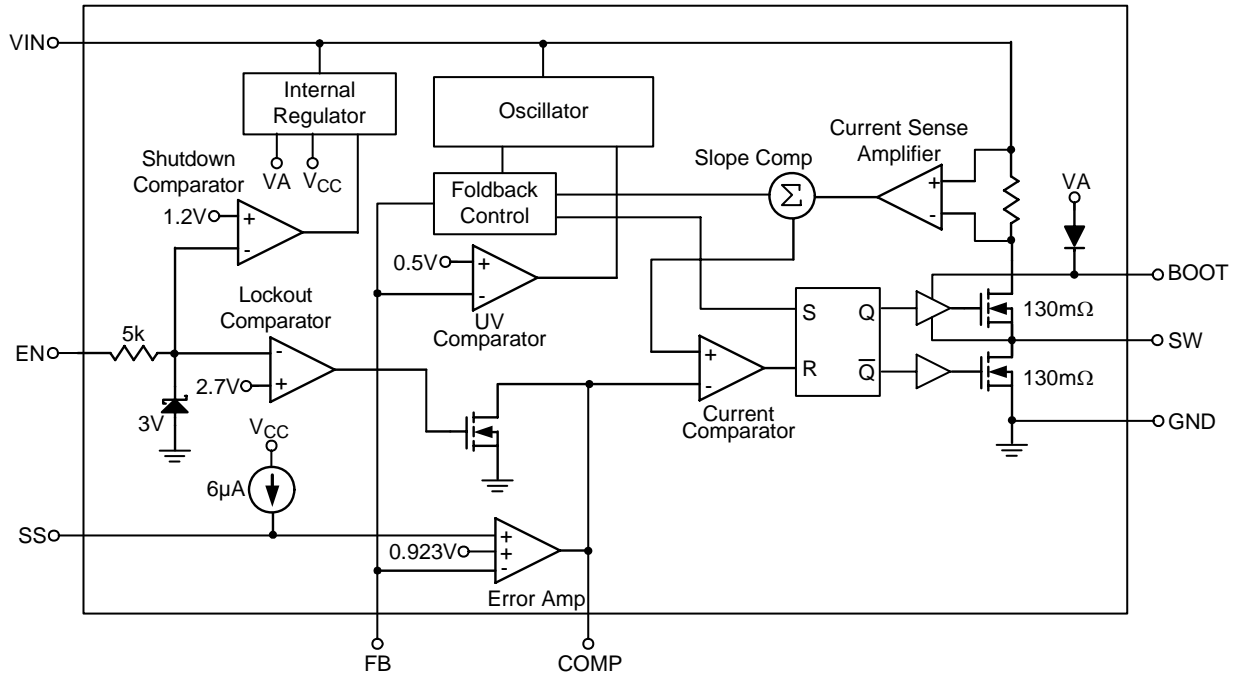 VIN
Internal
Regulator
Oscillator
Shutdown
Comparator
VA
VCC
Current Sense
Amplifier
Slope Comp
Foldback
Control
Σ
+
-
VA
1.2V
+
-
0.5V
+
-
UV
Comparator
BOOT
Lockout
Comparator
S
Q
130mΩ
5k
EN
-
2.7V
+
+
-
R
Q̅
SW
130mΩ
Current
Comparator
3V
VCC
GND
6µA
SS
+
0.923V
+
-
Error Amp
FB
COMP